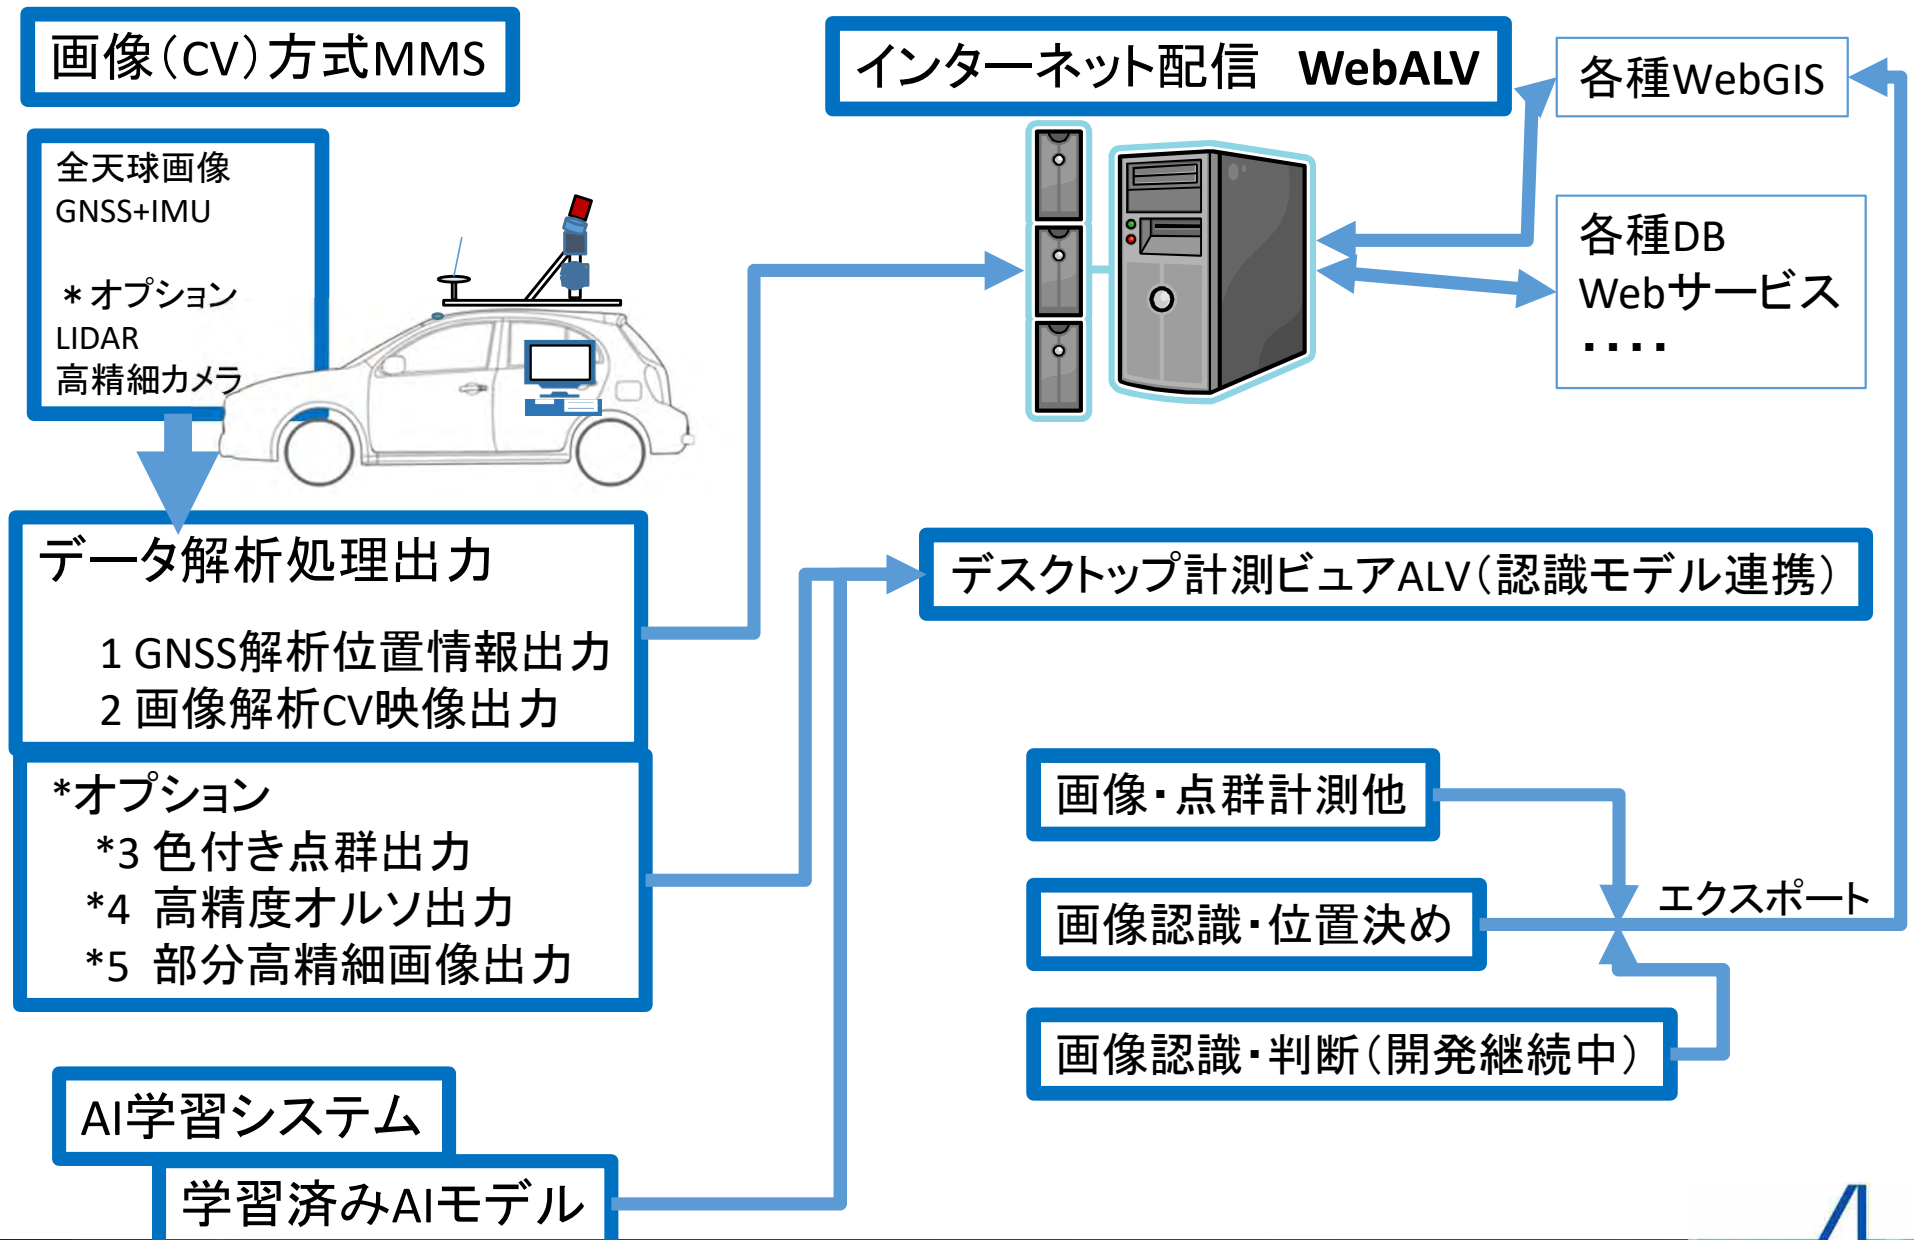 画像（CV）方式MMS
全天球画像
GNSS+IMU
＊オプション
LIDAR
高精細カメラ
データ解析処理出力
1 GNSS解析位置情報出力
2 画像解析CV映像出力
*オプション
*3 色付き点群出力
*4 高精度オルソ出力
*5 部分高精細画像出力
AI学習システム
学習済みAIモデル
インターネット配信　WebALV
各種WebGIS
各種DB
Webサービス
・・・・
デスクトップ計測ビュアALV（認識モデル連携）
画像・点群計測他
画像認識・位置決め
エクスポート
画像認識・判断（開発継続中）